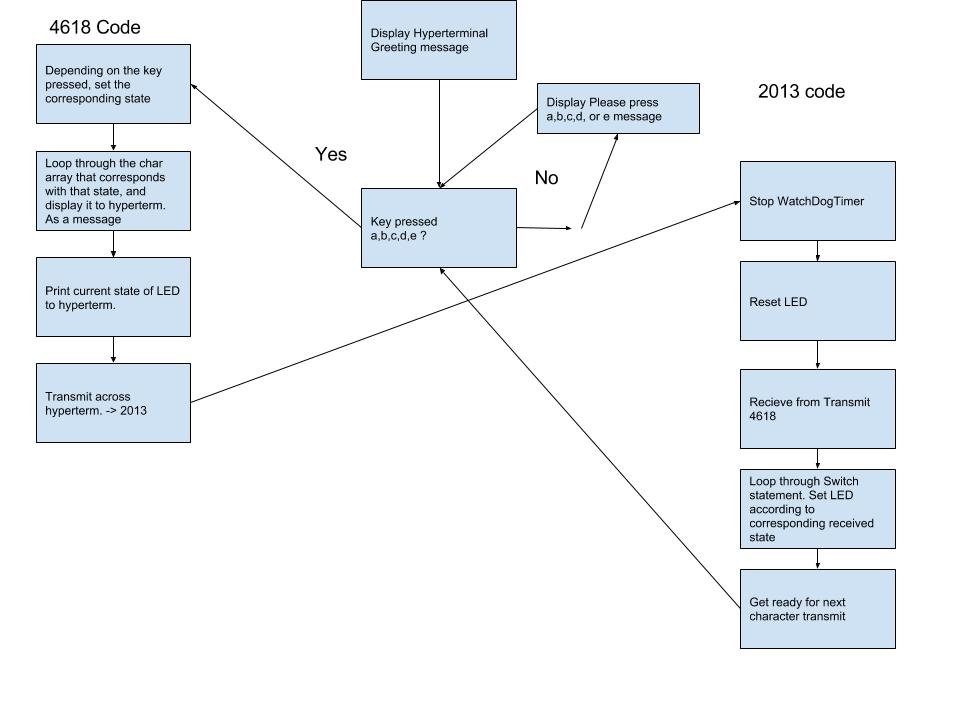 4618 Code
Depending on the key
pressed, set the
corresponding state
Loop through the char
array that corresponds
with that state, and
display it to hyperterm.
As a message
Print current state of LED
to hyperterm.
Transmit across
hyperterm. -> 2013
Display Hyperterminal
Greeting message
Display Please press
a,b,c,d, or e message
Yes
No
Key pressed
a,b,c,d,e ?
2013 code
Stop WatchDogTimer
Reset LED
Recieve from Transmit
4618
Loop through Switch
statement. Set LED
according to
corresponding received
state
Get ready for next
character transmit